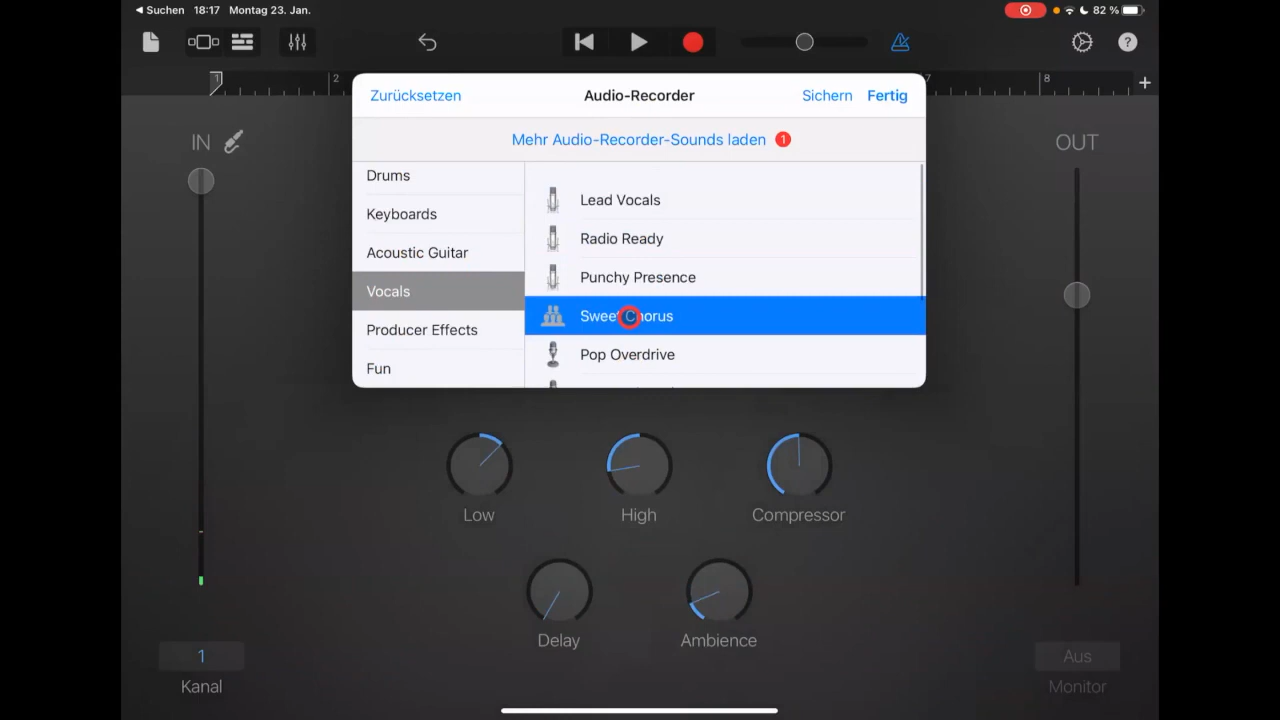 Suchen 18:17 Montag 23. Jan. 82 %
?
1 2 7 8 +
Zurücksetzen Audio-Recorder Sichern Fertig
Mehr Audio-Recorder-Sounds laden 1
IN
OUT
Drums
Keyboards
Acoustic Guitar
Vocals
Producer Effects
Fun
Lead Vocals
Radio Ready
Punchy Presence
Sweet Chorus
Pop Overdrive
Low High Compressor
Delay Ambience
1
Kanal
Aus
Monitor